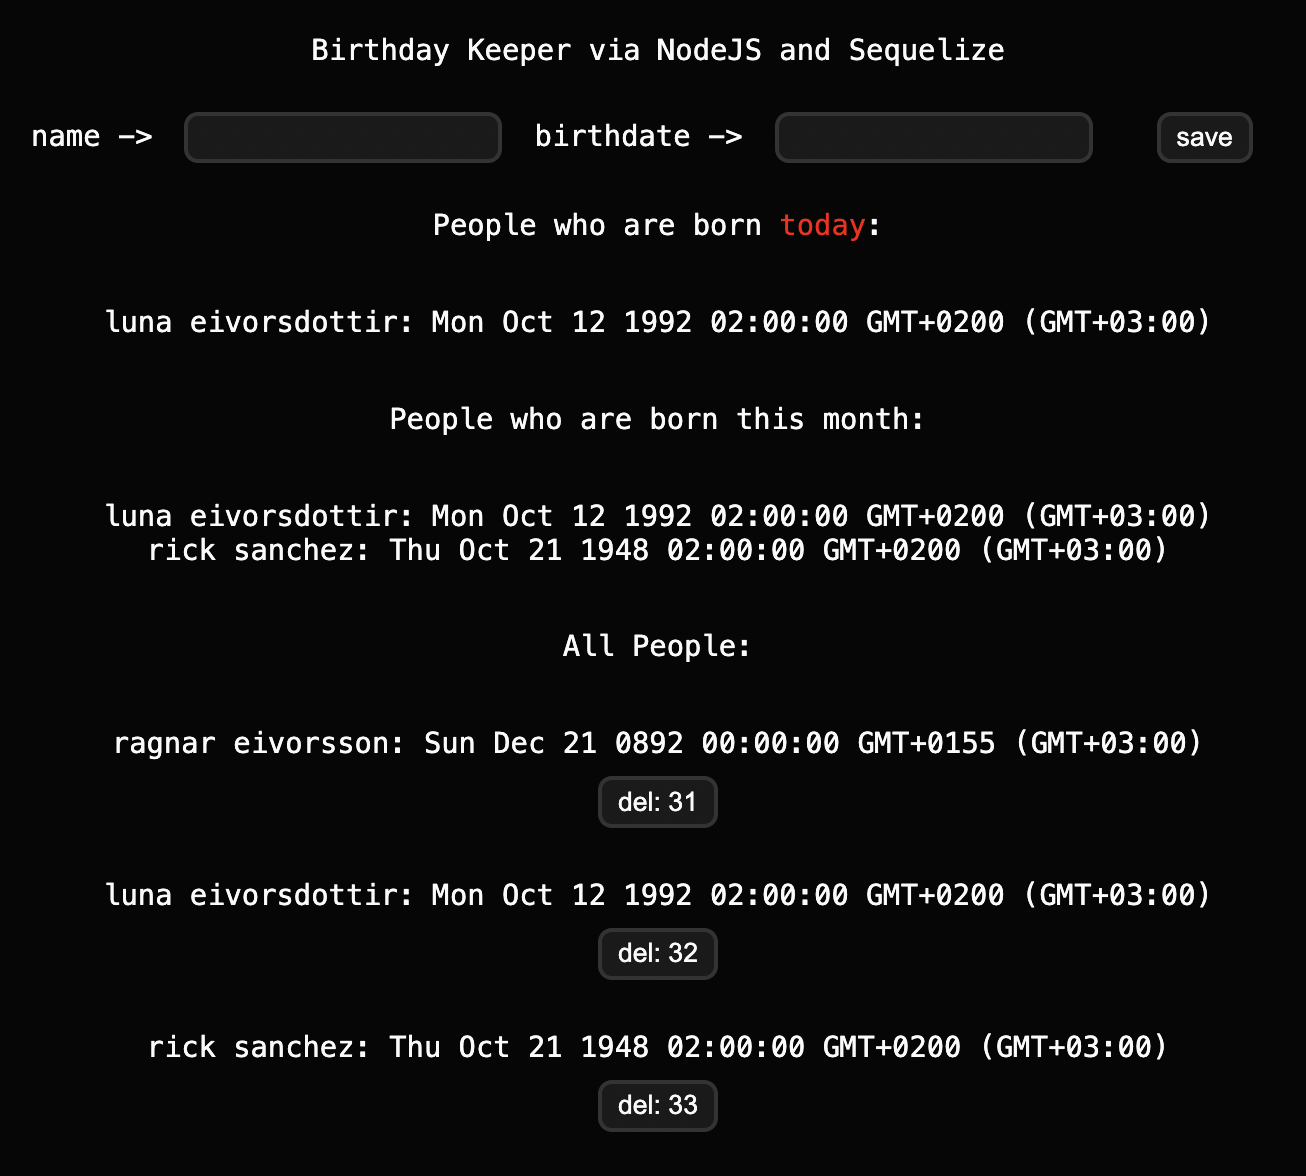 Birthday Keeper via NodeJS and Sequelize
name -> birthdate -> save
People who are born today:
luna eivorsdottir: Mon Oct 12 1992 02:00:00 GMT+0200 (GMT+03:00)
People who are born this month:
luna eivorsdottir: Mon Oct 12 1992 02:00:00 GMT+0200 (GMT+03:00)
rick sanchez: Thu Oct 21 1948 02:00:00 GMT+0200 (GMT+03:00)
All People:
ragnar eivorsson: Sun Dec 21 0892 00:00:00 GMT+0155 (GMT+03:00)
del: 31
luna eivorsdottir: Mon Oct 12 1992 02:00:00 GMT+0200 (GMT+03:00)
del: 32
rick sanchez: Thu Oct 21 1948 02:00:00 GMT+0200 (GMT+03:00)
del: 33